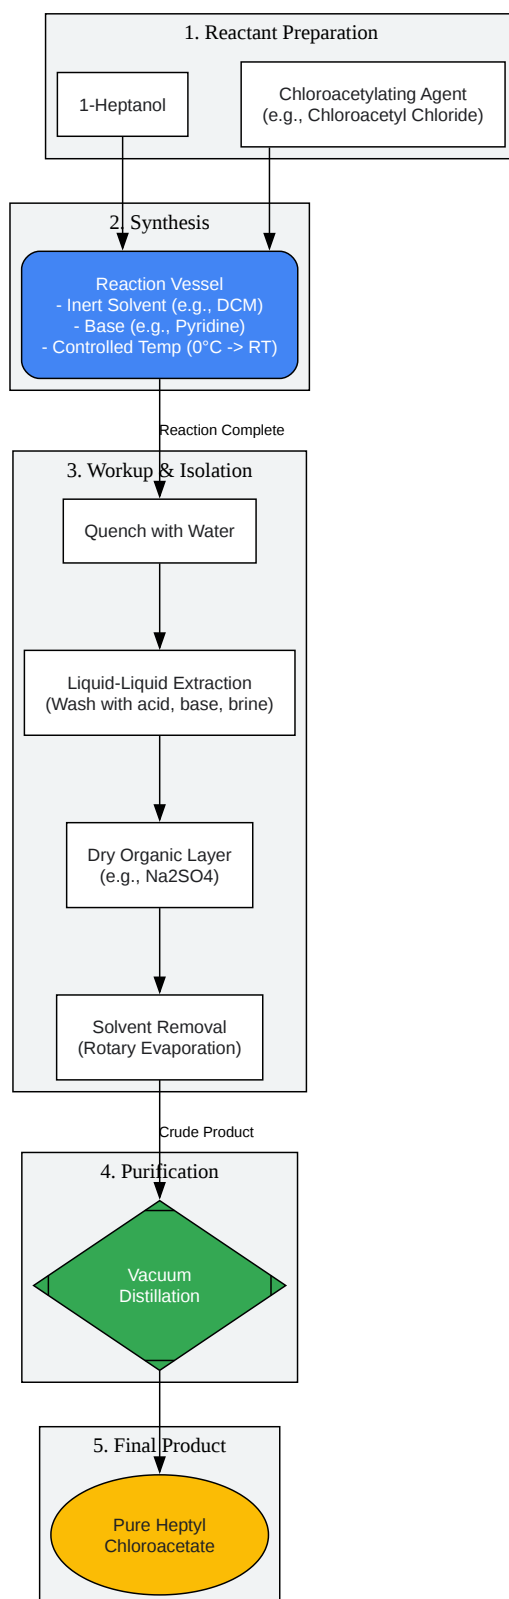 1. Reactant Preparation
1-Heptanol
Chloroacetylating Agent
(e.g., Chloroacetyl Chloride)
2. Synthesis
Reaction Vessel
- Inert Solvent (e.g., DCM)
- Base (e.g., Pyridine)
- Controlled Temp (0°C -> RT)
Reaction Complete
3. Workup & Isolation
Quench with Water
Liquid-Liquid Extraction
(Wash with acid, base, brine)
Dry Organic Layer
(e.g., Na2SO4)
Solvent Removal
(Rotary Evaporation)
Crude Product
4. Purification
Vacuum
Distillation
5. Final Product
Pure Heptyl
Chloroacetate